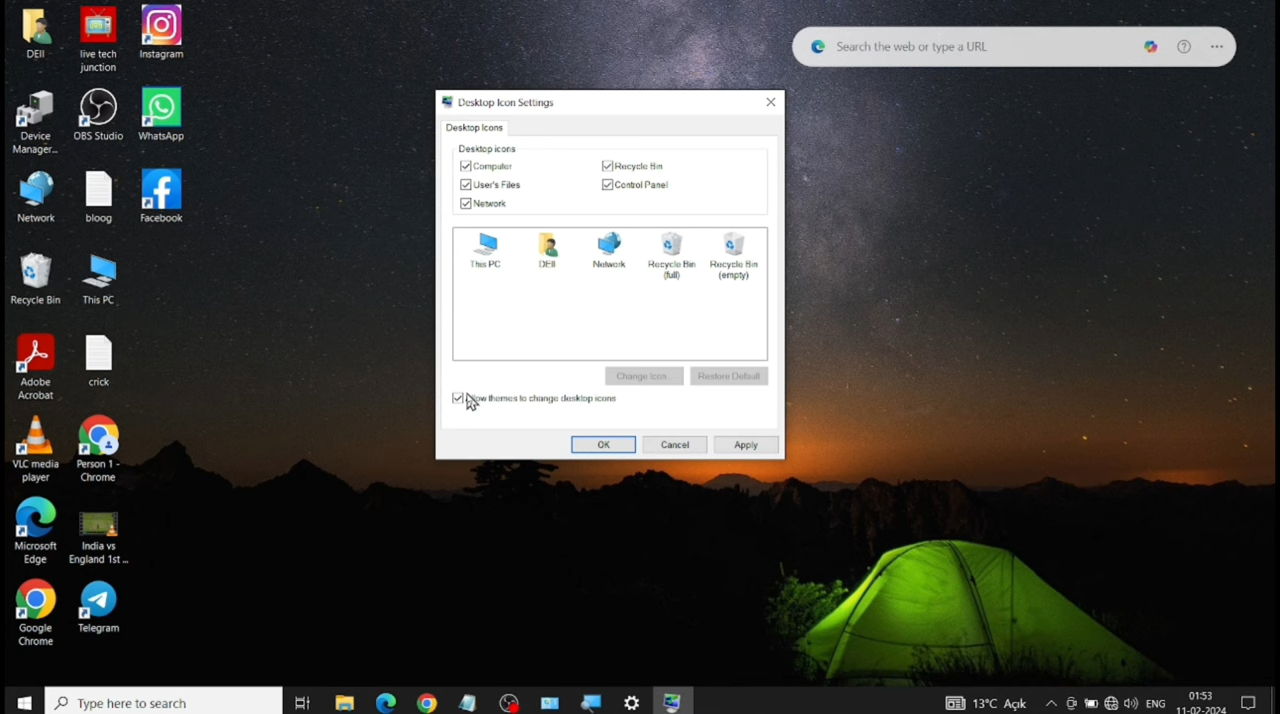 DEll
live tech
junction
Instagram
Search the web or type a URL
Device
Manager...
OBS Studio
WhatsApp
Network
bloog
Facebook
Recycle Bin
This PC
Adobe
Acrobat
crick
VLC media
player
Person 1 -
Chrome
Microsoft
Edge
India vs
England 1st ...
Google
Chrome
Telegram
Desktop Icon Settings
Desktop Icons
Desktop icons
Computer
Recycle Bin
User's Files
Control Panel
Network
This PC
DEll
Network
Recycle Bin
(full)
Recycle Bin
(empty)
Change Icon...
Restore Default
themes to change desktop icons
OK
Cancel
Apply
Type here to search
13°C Açık
ENG
01:53
11-02-2024